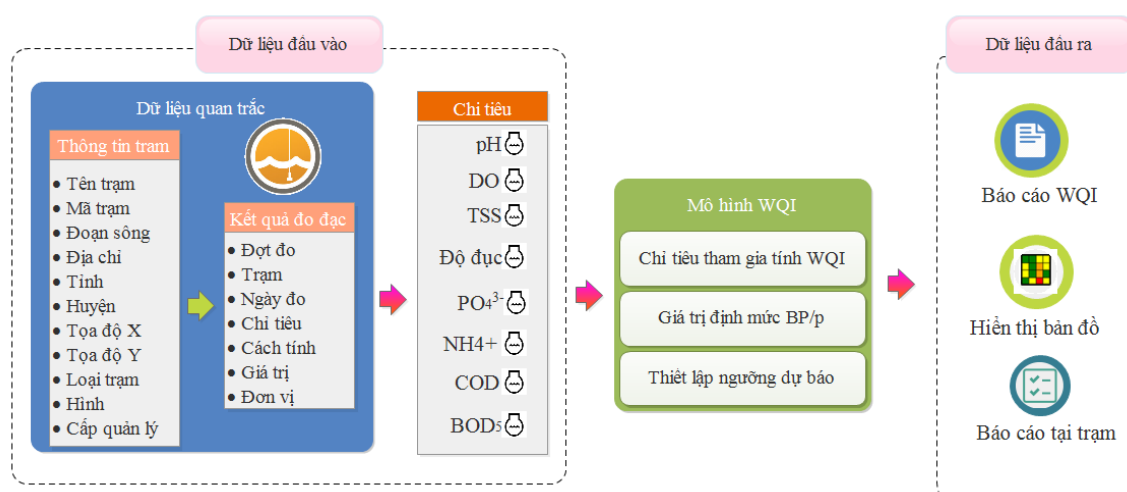 Dữ liệu đầu vào
Dữ liệu quan trắc
Thông tin trạm
• Tên trạm
• Mã trạm
• Đoạn sông
• Địa chỉ
• Tỉnh
• Huyện
• Tọa độ X
• Tọa độ Y
• Loại trạm
• Hình
• Cấp quản lý
Kết quả đo đạc
• Đợt đo
• Trạm
• Ngày đo
• Chỉ tiêu
• Cách tính
• Giá trị
• Đơn vị
Chỉ tiêu
pH
DO
TSS
Độ đục
PO₄³⁻
NH4+
COD
BOD₅
Mô hình WQI
Chỉ tiêu tham gia tính WQI
Giá trị định mức BP/p
Thiết lập ngưỡng dự báo
Dữ liệu đầu ra
Báo cáo WQI
Hiển thị bản đồ
Báo cáo tại trạm